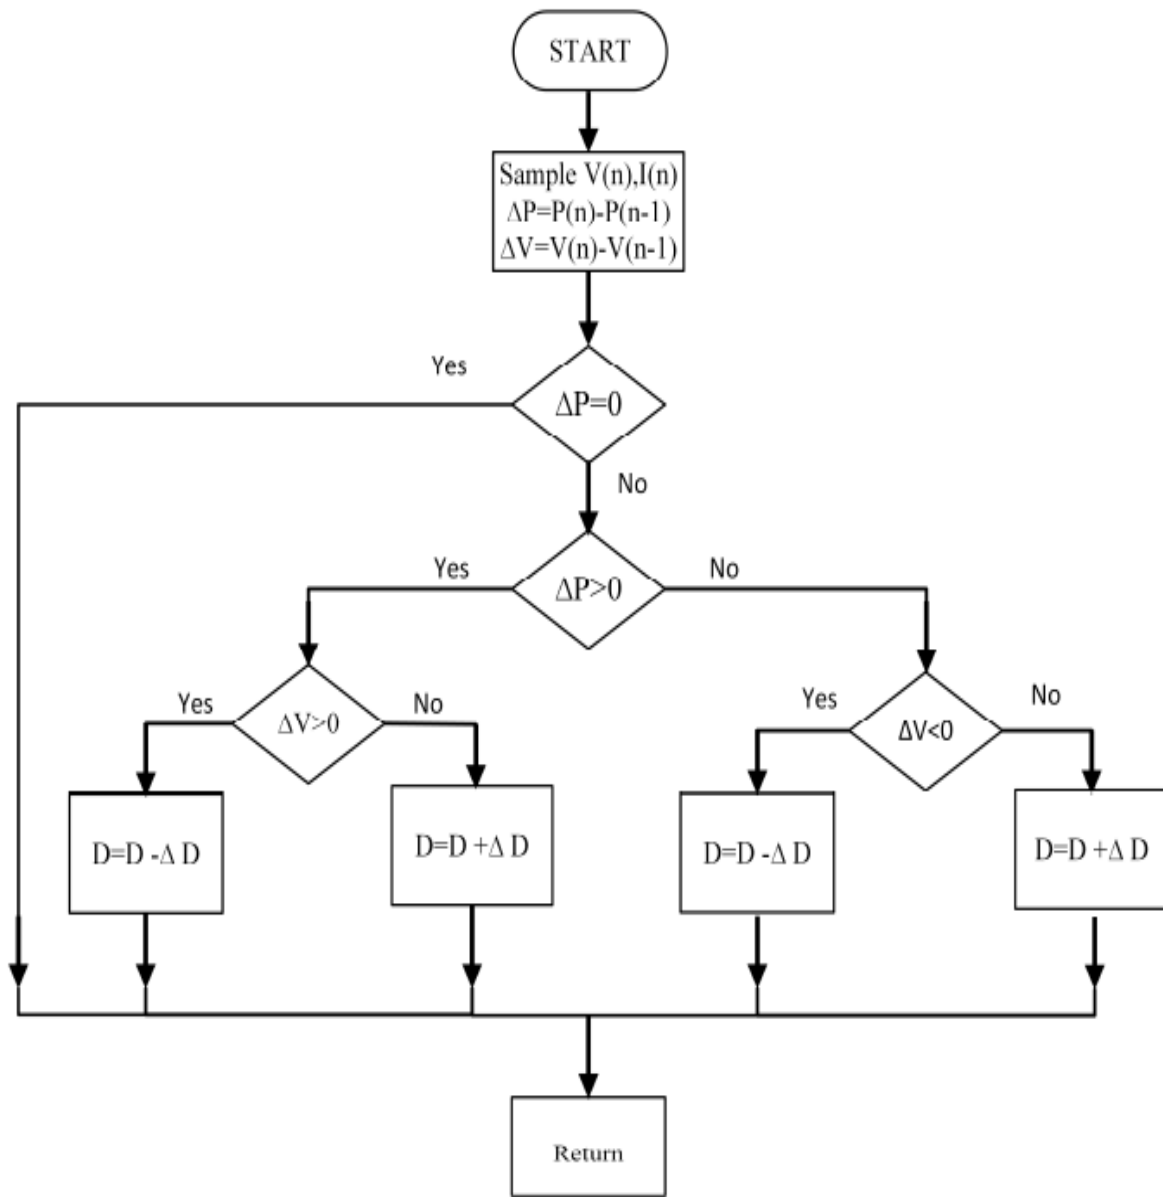 START
Sample V(n),I(n)
ΔP=P(n)-P(n-1)
ΔV=V(n)-V(n-1)
Yes
ΔP=0
No
Yes
ΔP>0
No
Yes
ΔV>0
No
Yes
ΔV<0
No
D=D -Δ D
D=D +Δ D
D=D -Δ D
D=D +Δ D
Return